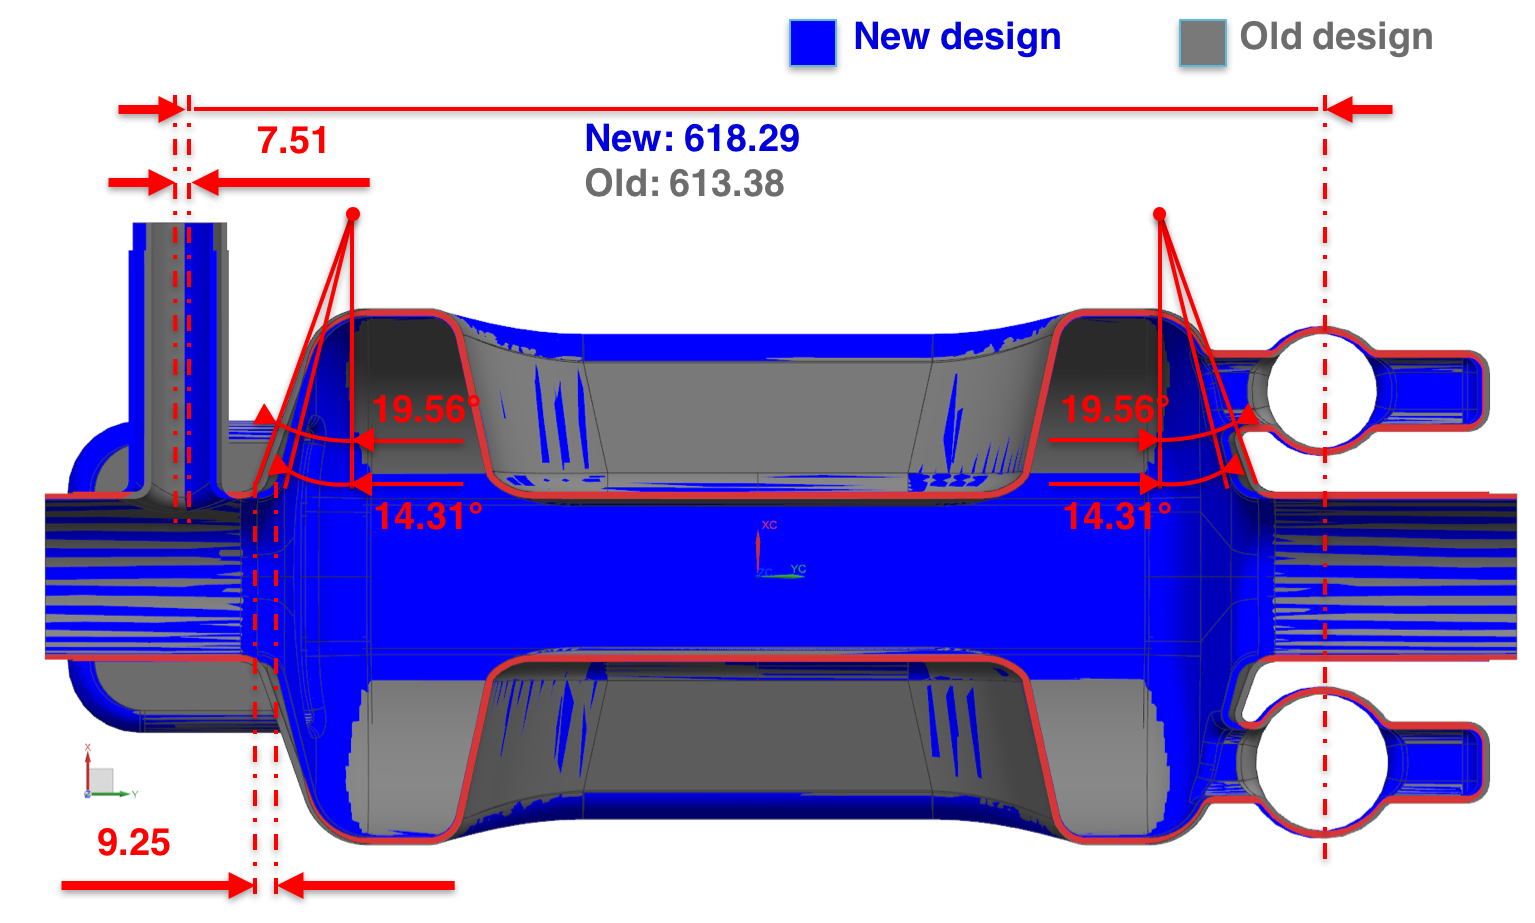 New design
Old design
7.51
New: 618.29
Old: 613.38
19.56°
19.56°
14.31°
14.31°
XC
YC
ZC
X
Y
9.25